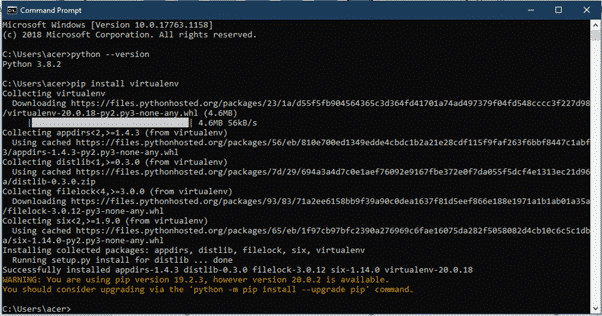 Command Prompt
Microsoft Windows [Version 10.0.17763.1158]
(c) 2018 Microsoft Corporation. All rights reserved.
C:\Users\acer>python --version
Python 3.8.2
C:\Users\acer>pip install virtualenv
Collecting virtualenv
Downloading https://files.pythonhosted.org/packages/23/1a/d55f5fb904564365c3d364fd41701a74ad497379f04fd548cccc3f227d98
/virtualenv-20.0.18-py2.py3-none-any.whl (4.6MB)
| 4.6MB 56kB/s
Collecting appdirs<2,>=1.4.3 (from virtualenv)
Using cached https://files.pythonhosted.org/packages/56/eb/810e700ed1349edde4cbdc1b2a21e28cdf115f9faf263f6bbf8447c1abf
3/appdirs-1.4.3-py2.py3-none-any.whl
Collecting distlib<1,>=0.3.0 (from virtualenv)
Using cached https://files.pythonhosted.org/packages/7d/29/694a3a4d7c0e1aef76092e9167fbe372e0f7da055f5dcf4e1313ec21d96
a/distlib-0.3.0.zip
Collecting filelock<4,>=3.0.0 (from virtualenv)
Using cached https://files.pythonhosted.org/packages/93/83/71a2ee6158bb9f39a90c0dea1637f81d5eef866e188e1971a1b1ab01a35a
/filelock-3.0.12-py3-none-any.whl
Collecting six<2,>=1.9.0 (from virtualenv)
Using cached https://files.pythonhosted.org/packages/65/eb/1f97cb97bfc2390a276969c6fae16075da282f5058082d4cb10c6c5c1db
a/six-1.14.0-py2.py3-none-any.whl
Installing collected packages: appdirs, distlib, filelock, six, virtualenv
Running setup.py install for distlib ... done
Successfully installed appdirs-1.4.3 distlib-0.3.0 filelock-3.0.12 six-1.14.0 virtualenv-20.0.18
WARNING: You are using pip version 19.2.3, however version 20.0.2 is available.
You should consider upgrading via the 'python -m pip install --upgrade pip' command.
C:\Users\acer>